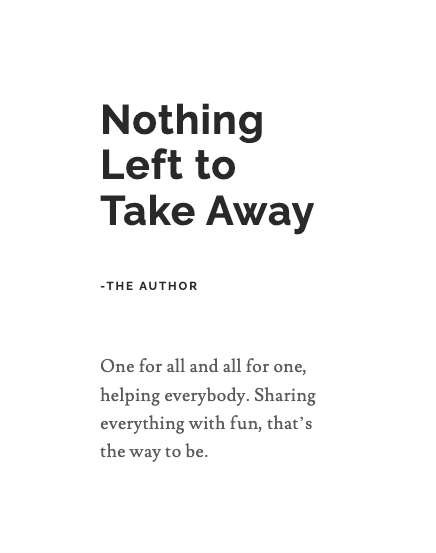 Nothing
Left to
Take Away
-THE AUTHOR
One for all and all for one,
helping everybody. Sharing
everything with fun, that’s
the way to be.